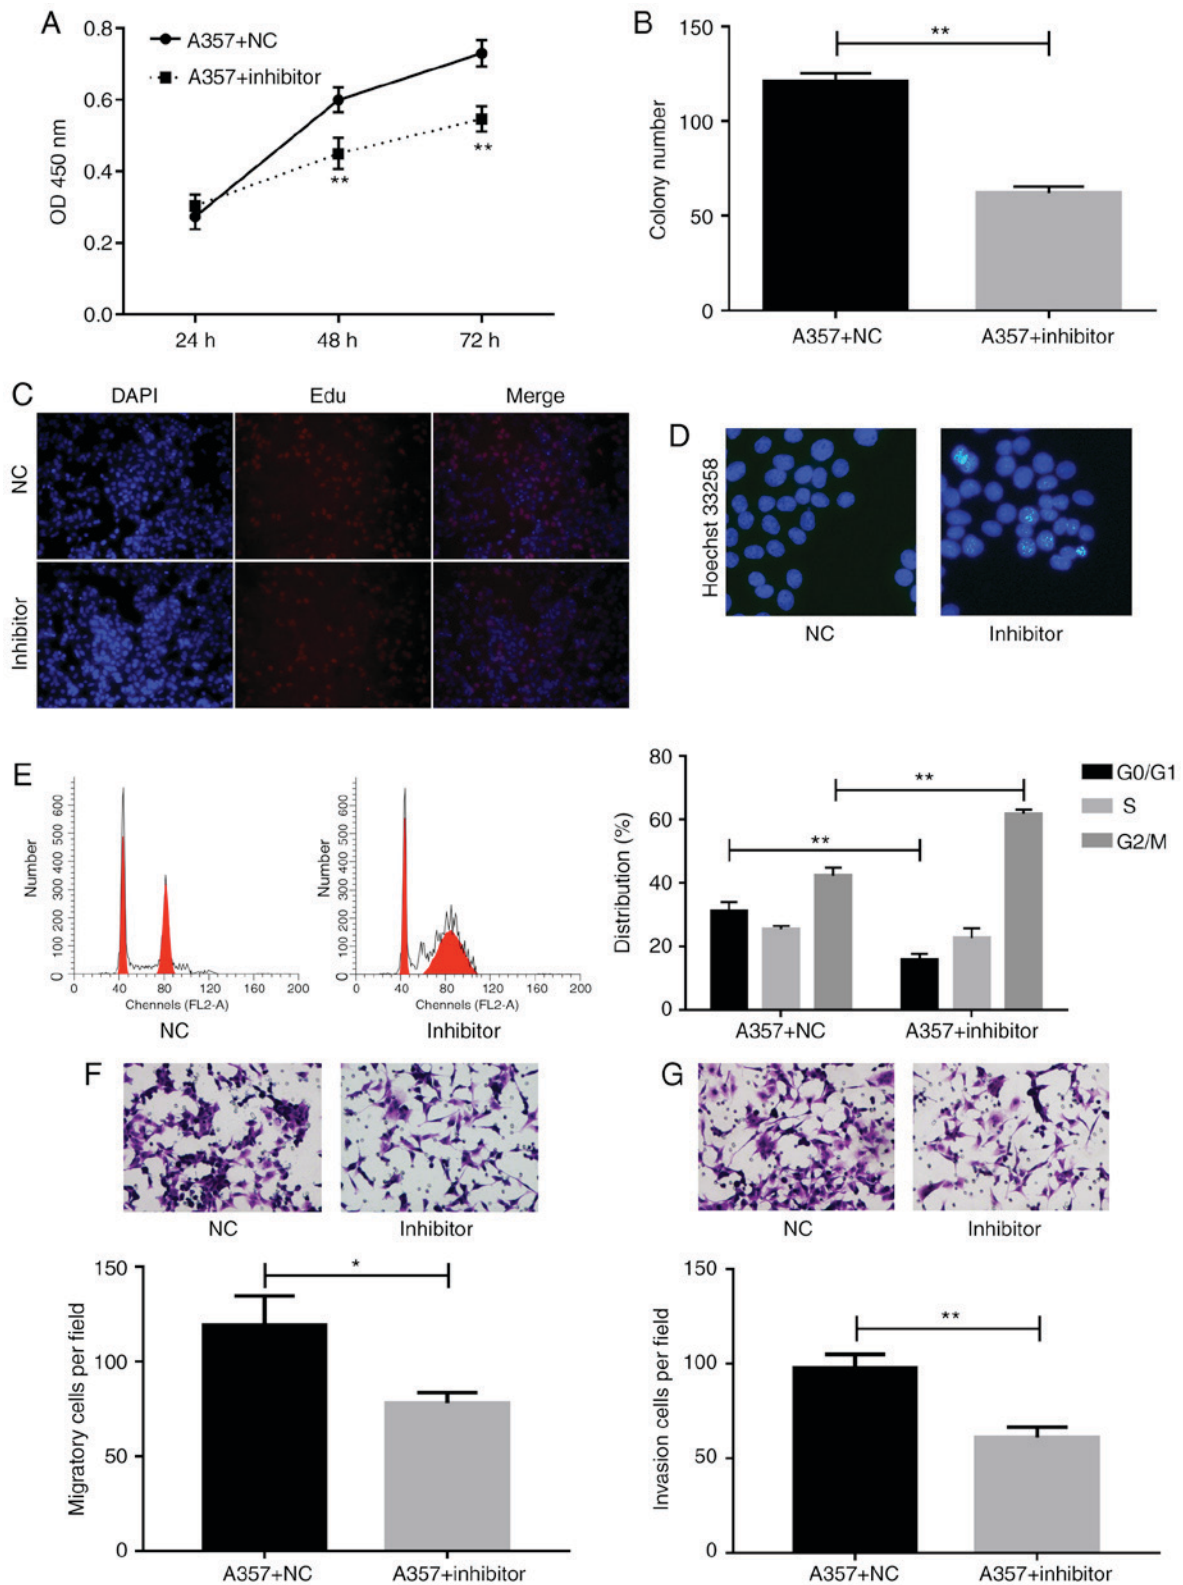 A
0.8
0.6
0.4
0.2
0.0
OD 450 nm
A357+NC
A357+inhibitor
**
**
24 h
48 h
72 h
B
150
100
50
0
Colony number
**
A357+NC
A357+inhibitor
C
DAPI
Edu
Merge
NC
Inhibitor
D
Hoechst 33258
NC
Inhibitor
E
Number
600
500
400
300
200
100
0
0
40
80
120
160
200
Channels (FL2-A)
NC
Number
600
500
400
300
200
100
0
0
40
80
120
160
200
Channels (FL2-A)
Inhibitor
Distribution (%)
80
60
40
20
0
**
**
G0/G1
S
G2/M
A357+NC
A357+inhibitor
F
NC
Inhibitor
Migratory cells per field
150
100
50
0
*
A357+NC
A357+inhibitor
G
NC
Inhibitor
Invasion cells per field
150
100
50
0
**
A357+NC
A357+inhibitor